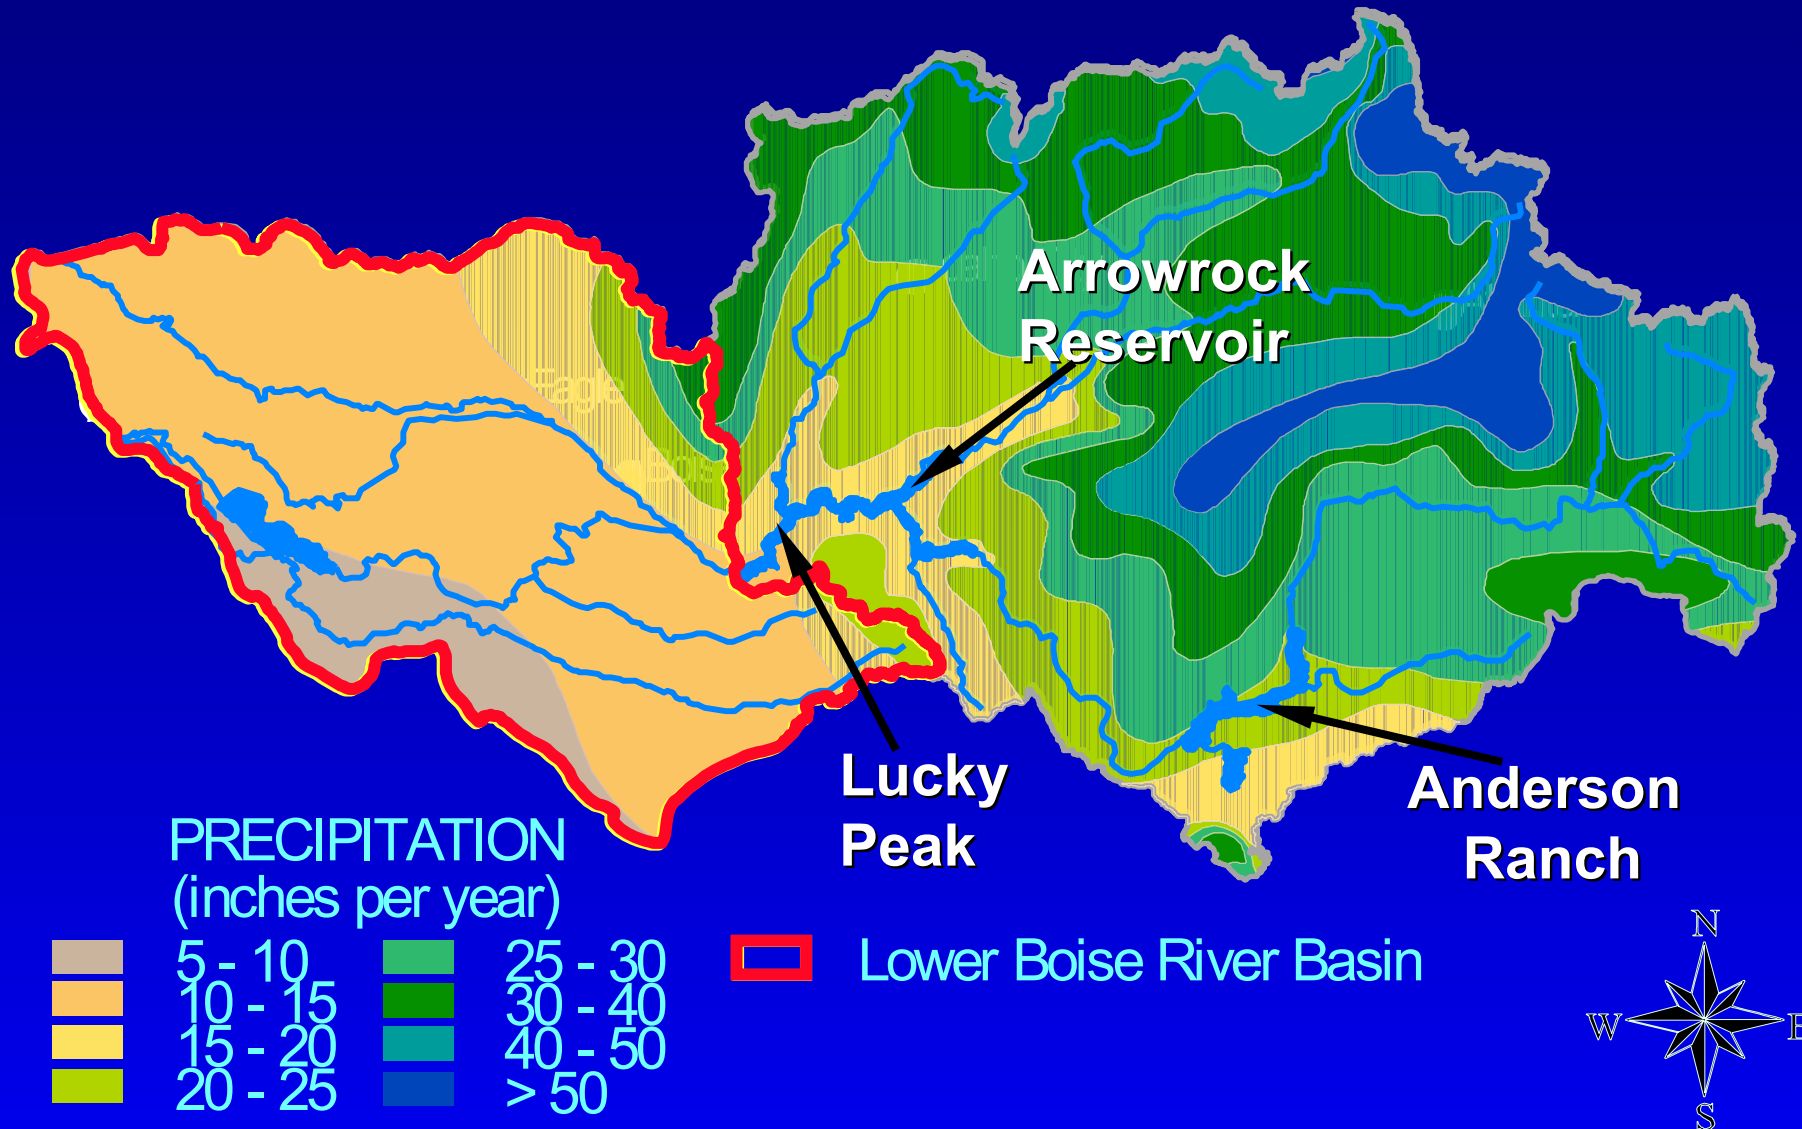 Arrowrock
Reservoir
Eagle
Lucky
Peak
Anderson
Ranch
PRECIPITATION
(inches per year)
5 - 10
10 - 15
15 - 20
20 - 25
25 - 30
30 - 40
40 - 50
> 50
Lower Boise River Basin
N
W
E
S